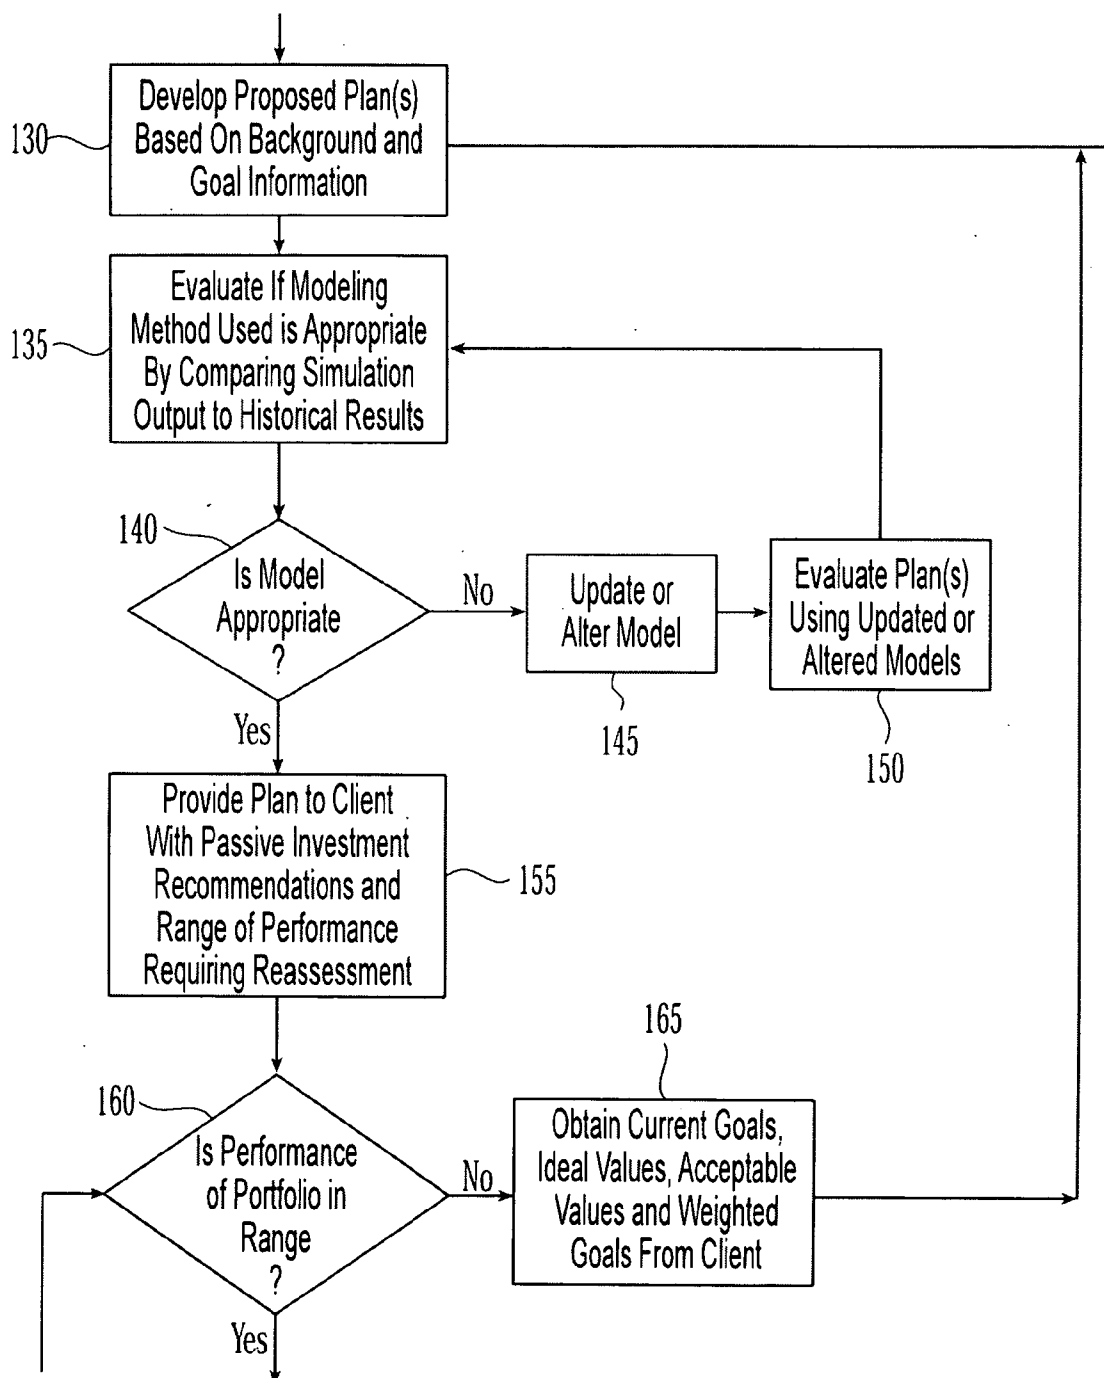 130
Develop Proposed Plan(s)
Based On Background and
Goal Information
135
Evaluate If Modeling
Method Used is Appropriate
By Comparing Simulation
Output to Historical Results
140
Is Model
Appropriate
?
No
Update or
Alter Model
145
Evaluate Plan(s)
Using Updated or
Altered Models
150
Yes
Provide Plan to Client
With Passive Investment
Recommendations and
Range of Performance
Requiring Reassessment
155
160
Is Performance
of Portfolio in
Range
?
No
165
Obtain Current Goals,
Ideal Values, Acceptable
Values and Weighted
Goals From Client
Yes